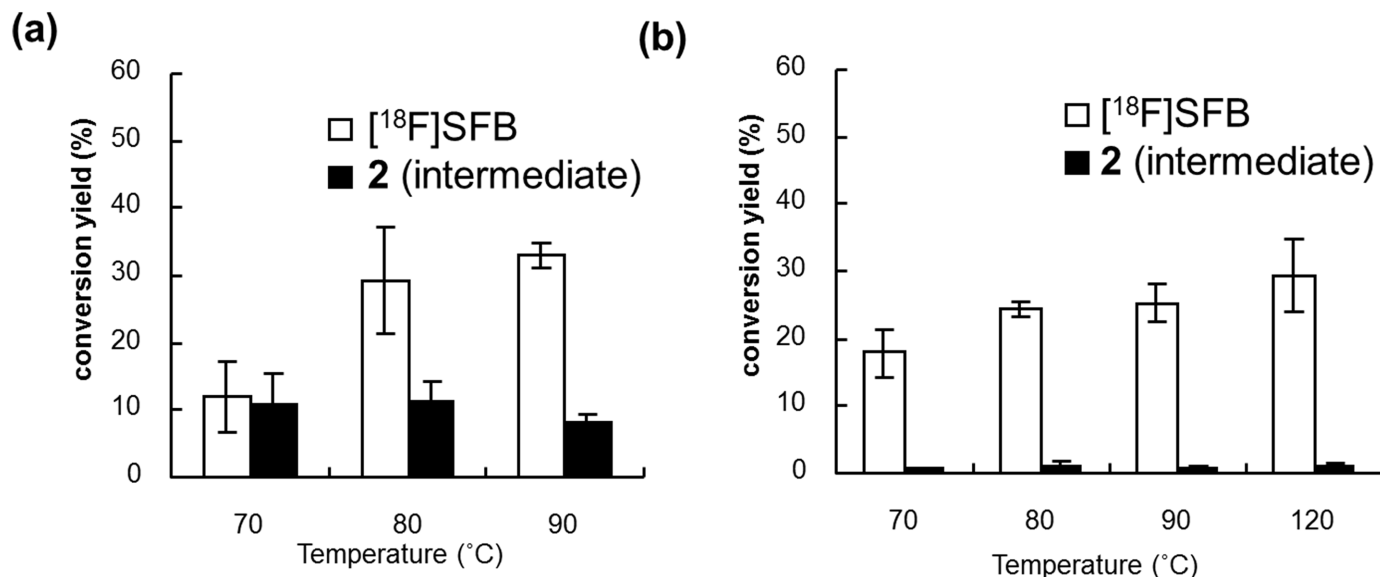 (a)
conversion yield (%)
60
50
40
30
20
10
0
[¹⁸F]SFB
2 (intermediate)
70 80 90
Temperature (˚C)
(b)
conversion yield (%)
60
50
40
30
20
10
0
[¹⁸F]SFB
2 (intermediate)
70 80 90 120
Temperature (˚C)